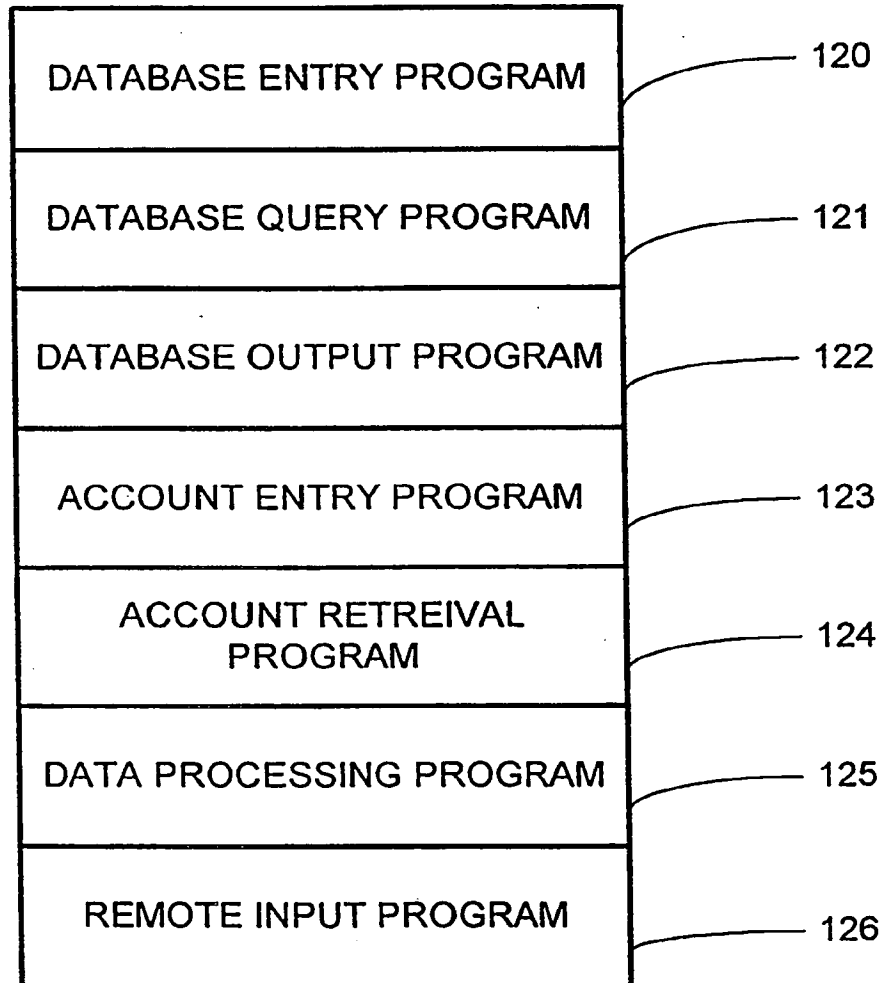 DATABASE ENTRY PROGRAM 120
DATABASE QUERY PROGRAM 121
DATABASE OUTPUT PROGRAM 122
ACCOUNT ENTRY PROGRAM 123
ACCOUNT RETREIVAL
PROGRAM 124
DATA PROCESSING PROGRAM 125
REMOTE INPUT PROGRAM 126